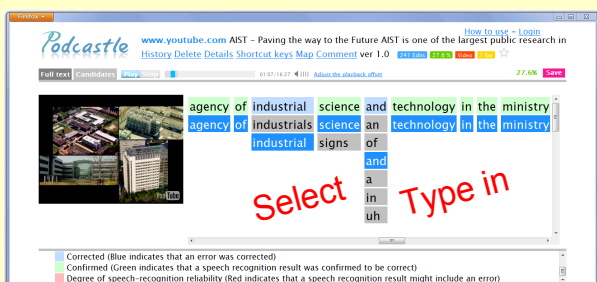 Firefox
Podcastle
How to use - Login
www.youtube.com AIST - Paving the way to the Future AIST is one of the largest public research in
History Delete Details Shortcut keys Map Comment ver 1.0 241 Edits 27.6 % Video
Full text Candidates Play Stop 01:07/16:27 Adjust the playback offset 27.6% Save
agency of industrial science and technology in the ministry
agency of industrials science an technology in the ministry
industrial signs of
and
a
in
uh
Select Type in
YouTube
Corrected (Blue indicates that an error was corrected)
Confirmed (Green indicates that a speech recognition result was confirmed to be correct)
Degree of speech-recognition reliability (Red indicates that a speech recognition result might include an error)